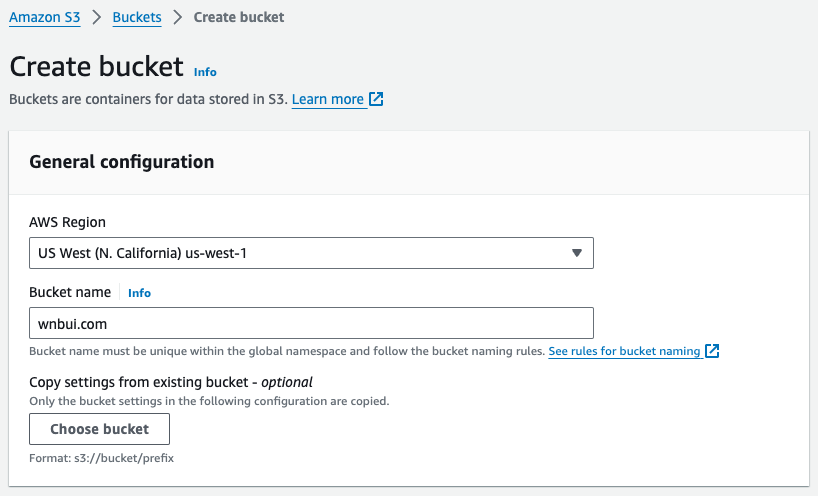 Amazon S3 > Buckets > Create bucket
Create bucket Info
Buckets are containers for data stored in S3. Learn more
General configuration
AWS Region
US West (N. California) us-west-1
Bucket name Info
wnbui.com
Bucket name must be unique within the global namespace and follow the bucket naming rules. See rules for bucket naming
Copy settings from existing bucket - optional
Only the bucket settings in the following configuration are copied.
Choose bucket
Format: s3://bucket/prefix